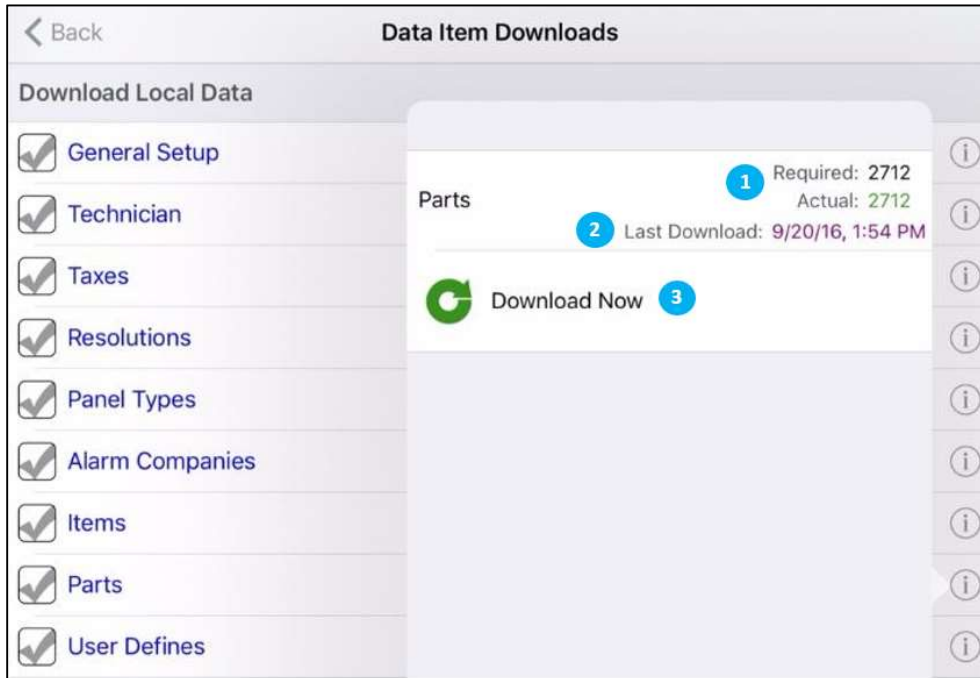 Back
Data Item Downloads
Download Local Data
General Setup
Technician
Taxes
Resolutions
Panel Types
Alarm Companies
Items
Parts
User Defines
Parts
1 Required: 2712
Actual: 2712
2 Last Download: 9/20/16, 1:54 PM
Download Now 3